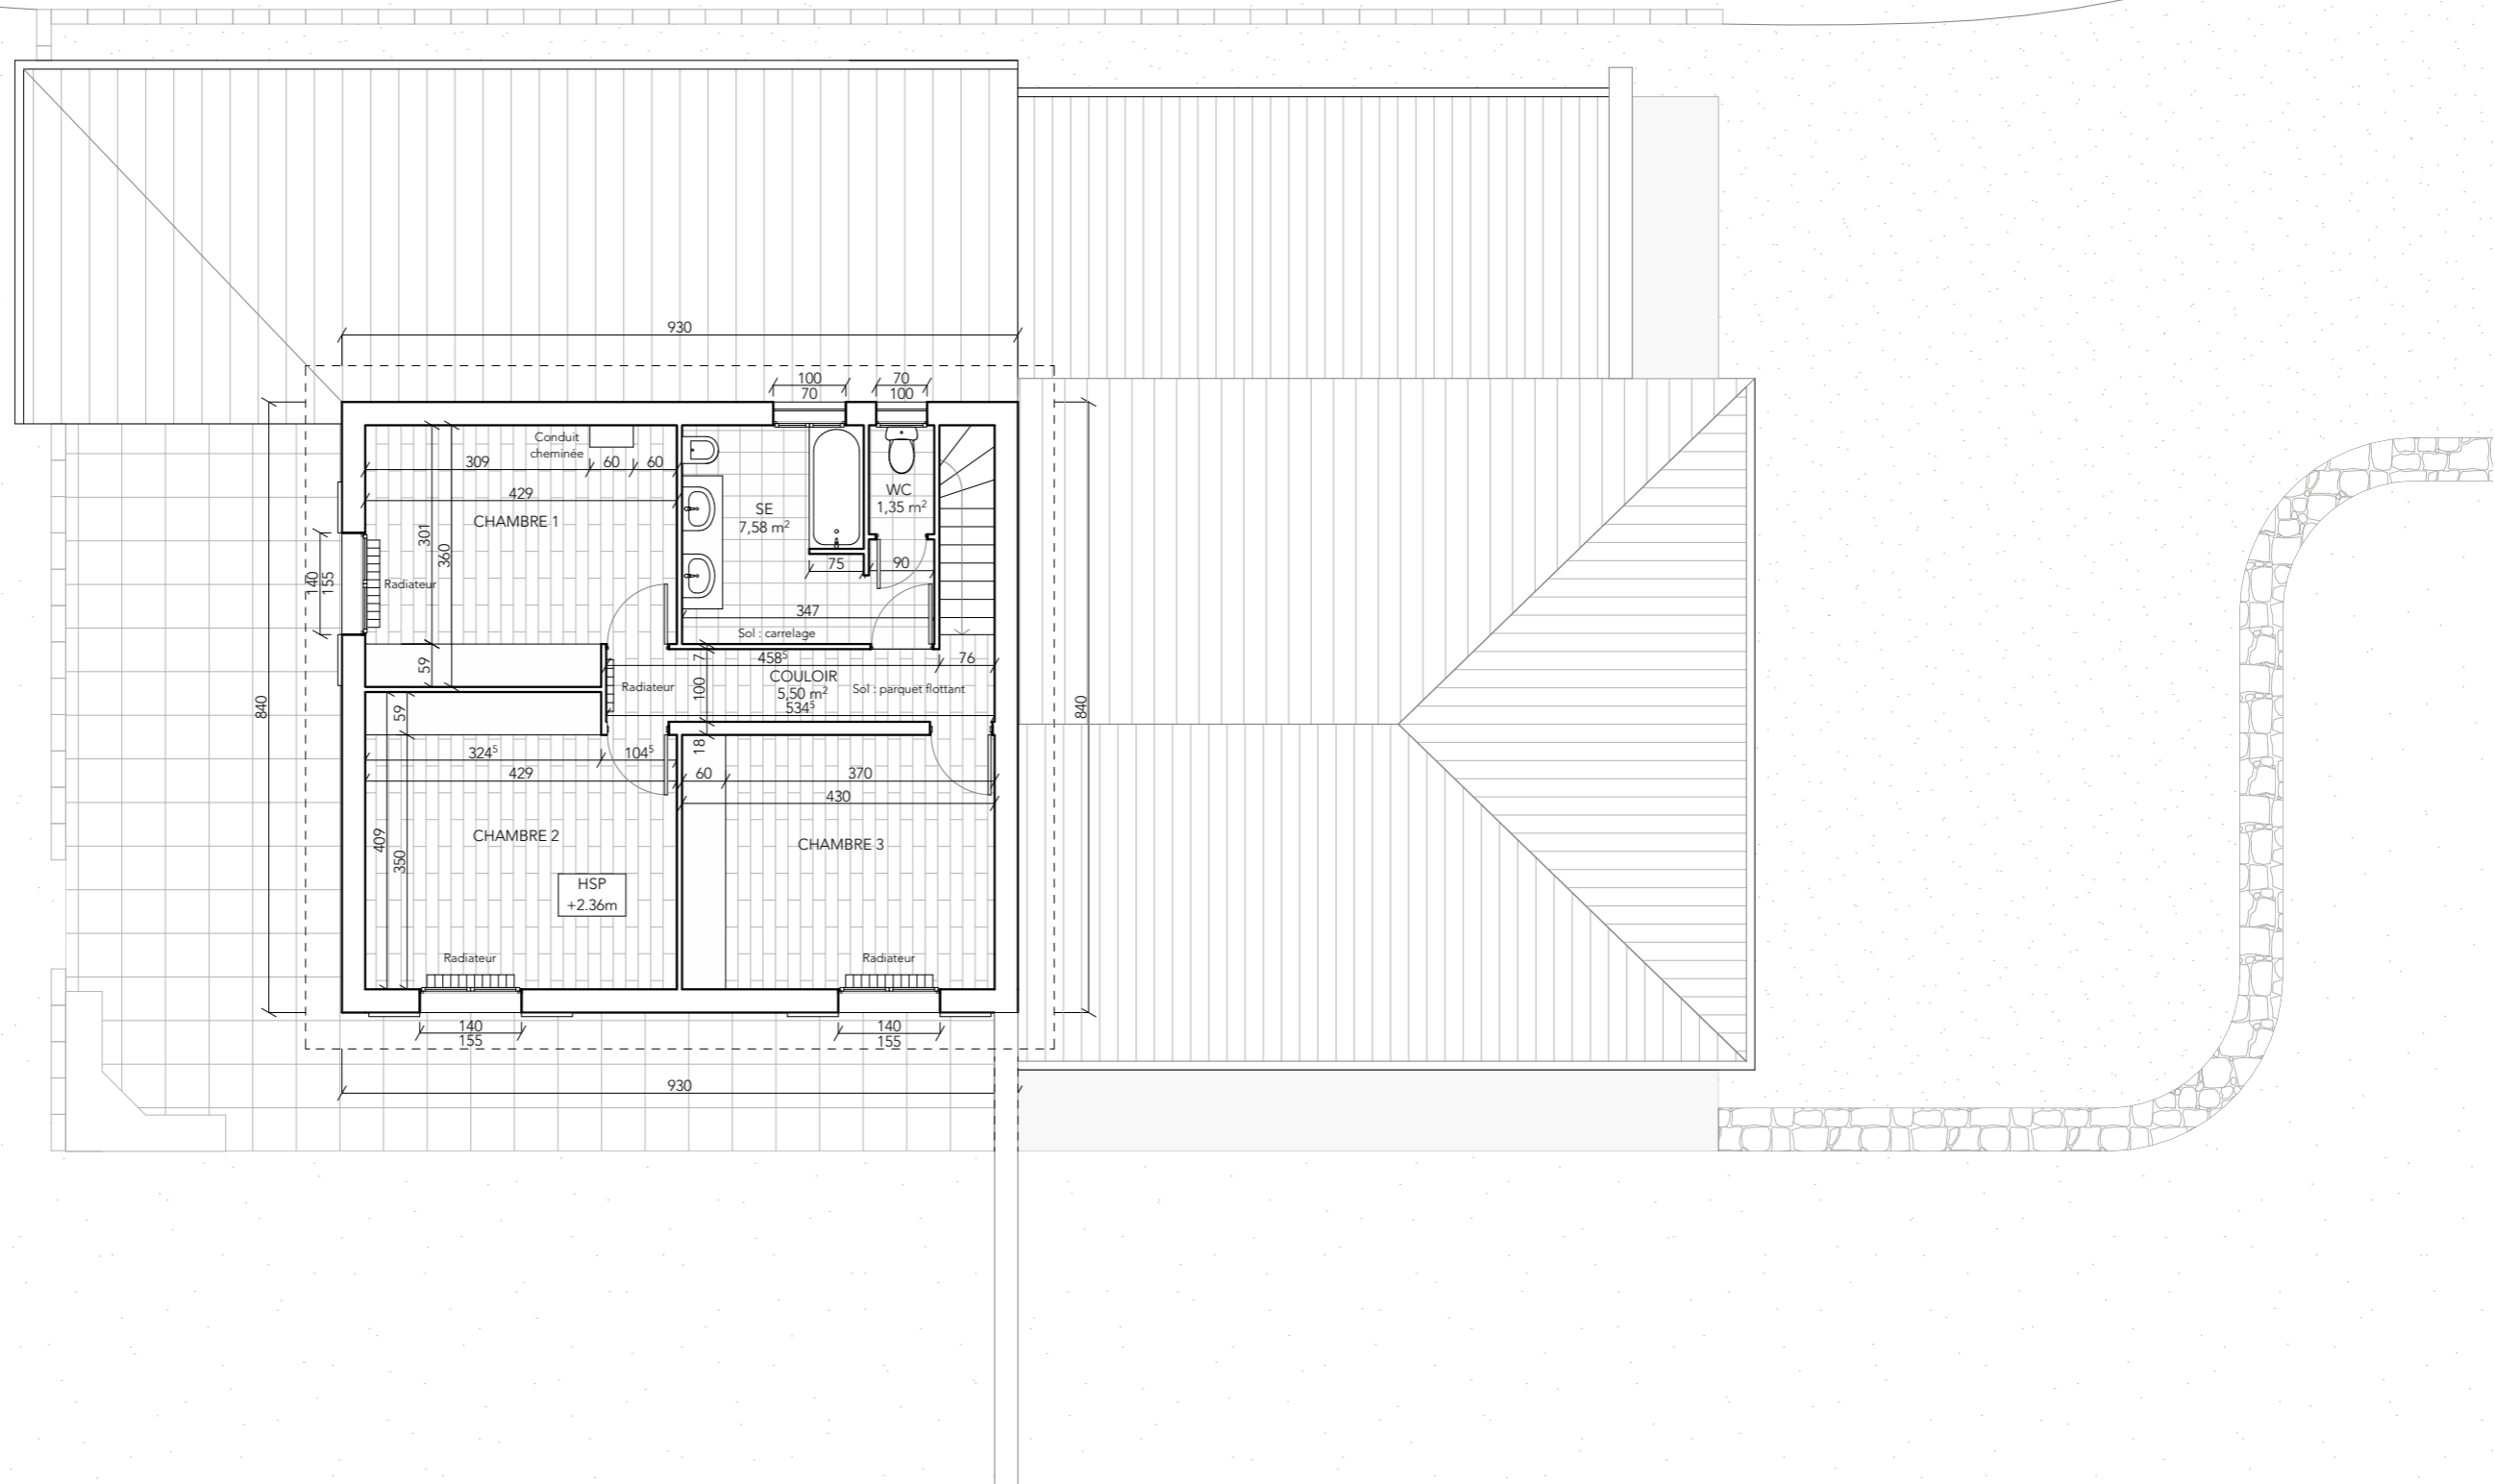 930
100
70
70
100
Conduit
cheminée
309
60
60
429
CHAMBRE 1
301
360
140
155
Radiateur
59
SE
7,58 m²
WC
1,35 m²
75
90
347
Sol : carrelage
7
458⁵
76
COULOIR
5,50 m²
534⁵
Radiateur
100
Sol : parquet flottant
18
840
840
59
324⁵
104⁵
429
60
370
430
409
350
CHAMBRE 2
CHAMBRE 3
HSP
+2.36m
Radiateur
Radiateur
140
155
140
155
930